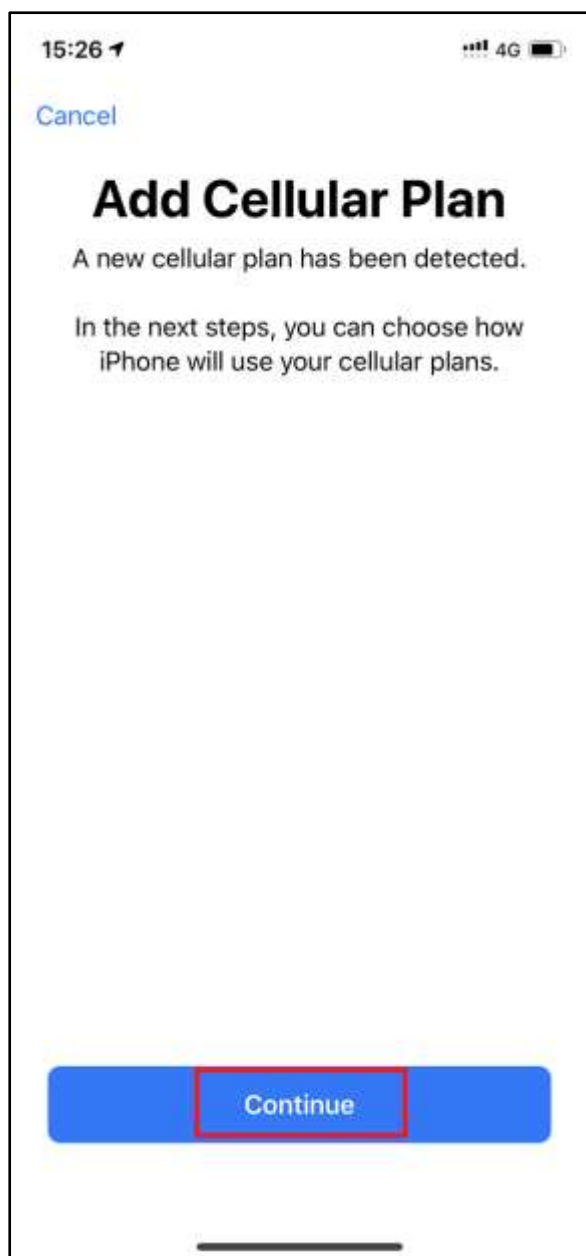 15:26
4G
Cancel
Add Cellular Plan
A new cellular plan has been detected.
In the next steps, you can choose how
iPhone will use your cellular plans.
Continue